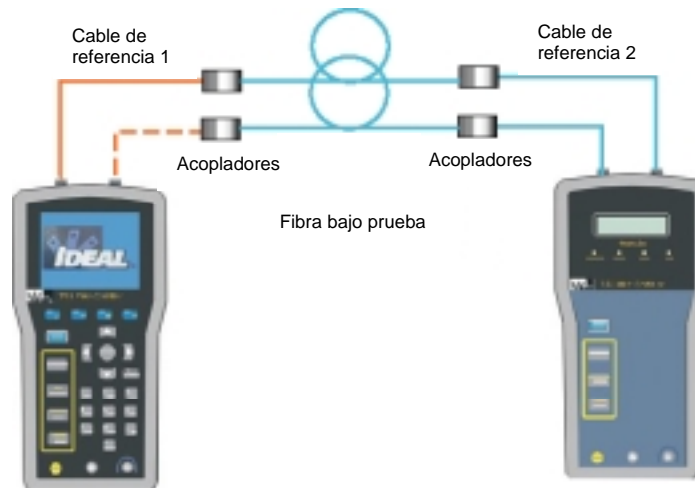 Cable de
referencia 1
Cable de
referencia 2
Acopladores
Acopladores
Fibra bajo prueba
IDEAL